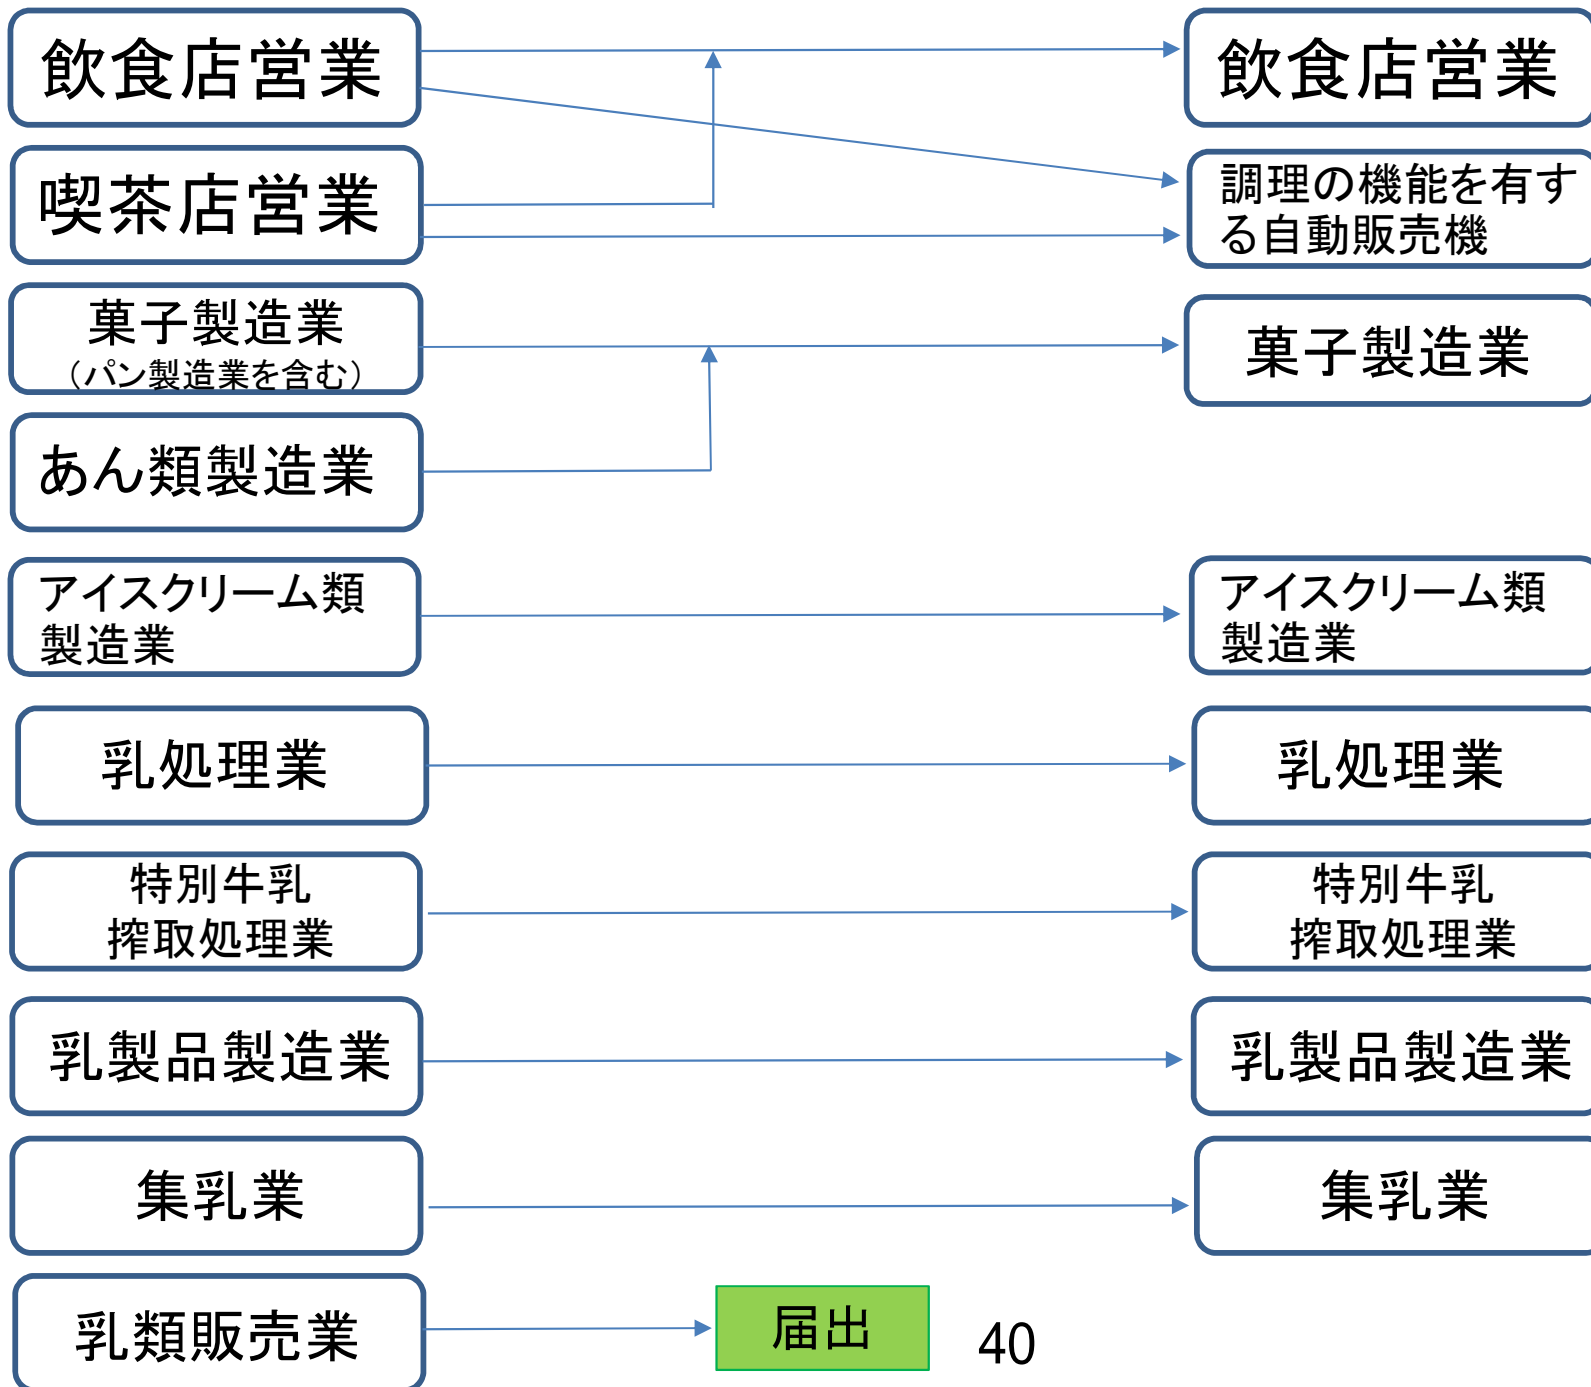 飲食店営業
飲食店営業
喫茶店営業
調理の機能を有す
る自動販売機
菓子製造業
（パン製造業を含む）
菓子製造業
あん類製造業
アイスクリーム類
製造業
アイスクリーム類
製造業
乳処理業
乳処理業
特別牛乳
搾取処理業
特別牛乳
搾取処理業
乳製品製造業
乳製品製造業
集乳業
集乳業
乳類販売業
届出
40